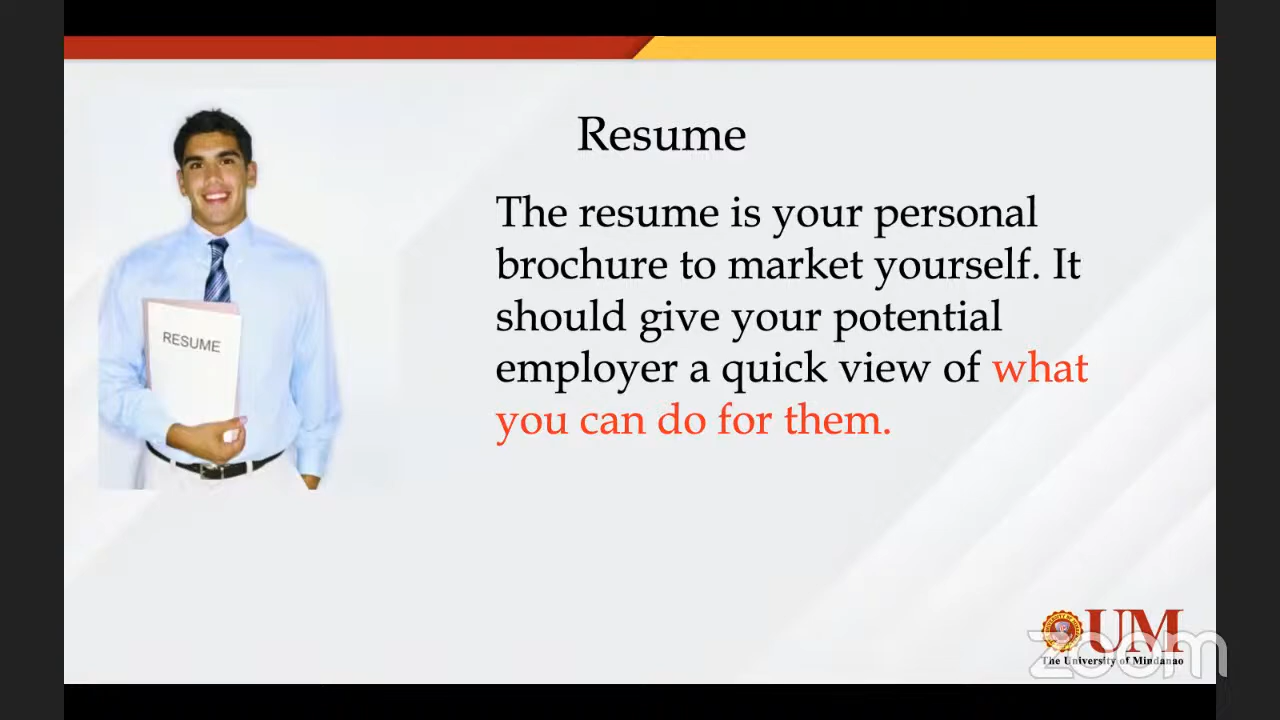 Resume
The resume is your personal
brochure to market yourself. It
should give your potential
employer a quick view of what
you can do for them.
RESUME
UM
The University of Mindanao
zoom